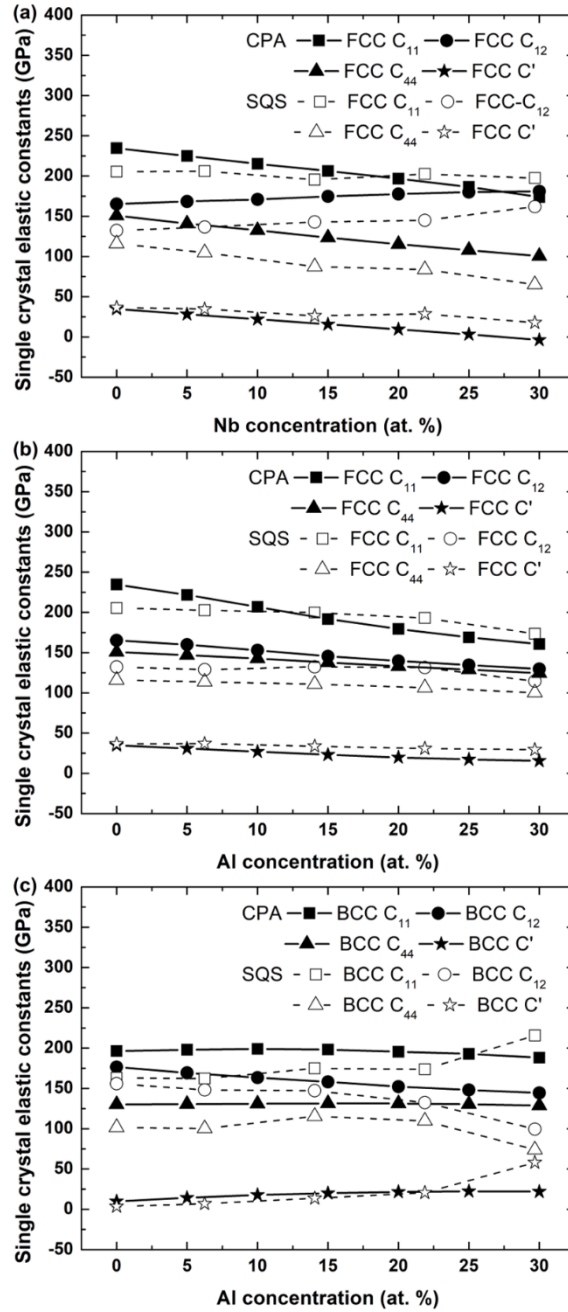 (a)
400
350
300
250
200
150
100
50
0
-50
Single crystal elastic constants (GPa)
CPA FCC C11 FCC C12
FCC C44 FCC C'
SQS FCC C11 FCC-C12
FCC C44 FCC C'
0 5 10 15 20 25 30
Nb concentration (at. %)
(b)
400
350
300
250
200
150
100
50
0
-50
Single crystal elastic constants (GPa)
CPA FCC C11 FCC C12
FCC C44 FCC C'
SQS FCC C11 FCC C12
FCC C44 FCC C'
0 5 10 15 20 25 30
Al concentration (at. %)
(c)
400
350
300
250
200
150
100
50
0
-50
Single crystal elastic constants (GPa)
CPA BCC C11 BCC C12
BCC C44 BCC C'
SQS BCC C11 BCC C12
BCC C44 BCC C'
0 5 10 15 20 25 30
Al concentration (at. %)